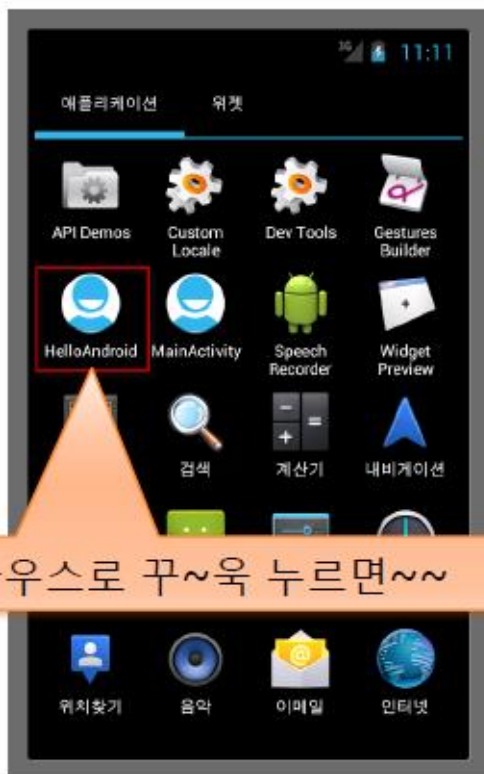 3G 11:11
애플리케이션 위젯
API Demos Custom Locale Dev Tools Gestures Builder
HelloAndroid MainActivity Speech Recorder Widget Preview
검색 계산기 내비게이션
우스로 꾸~욱 누르면~~
위치찾기 음악 이메일 인터넷